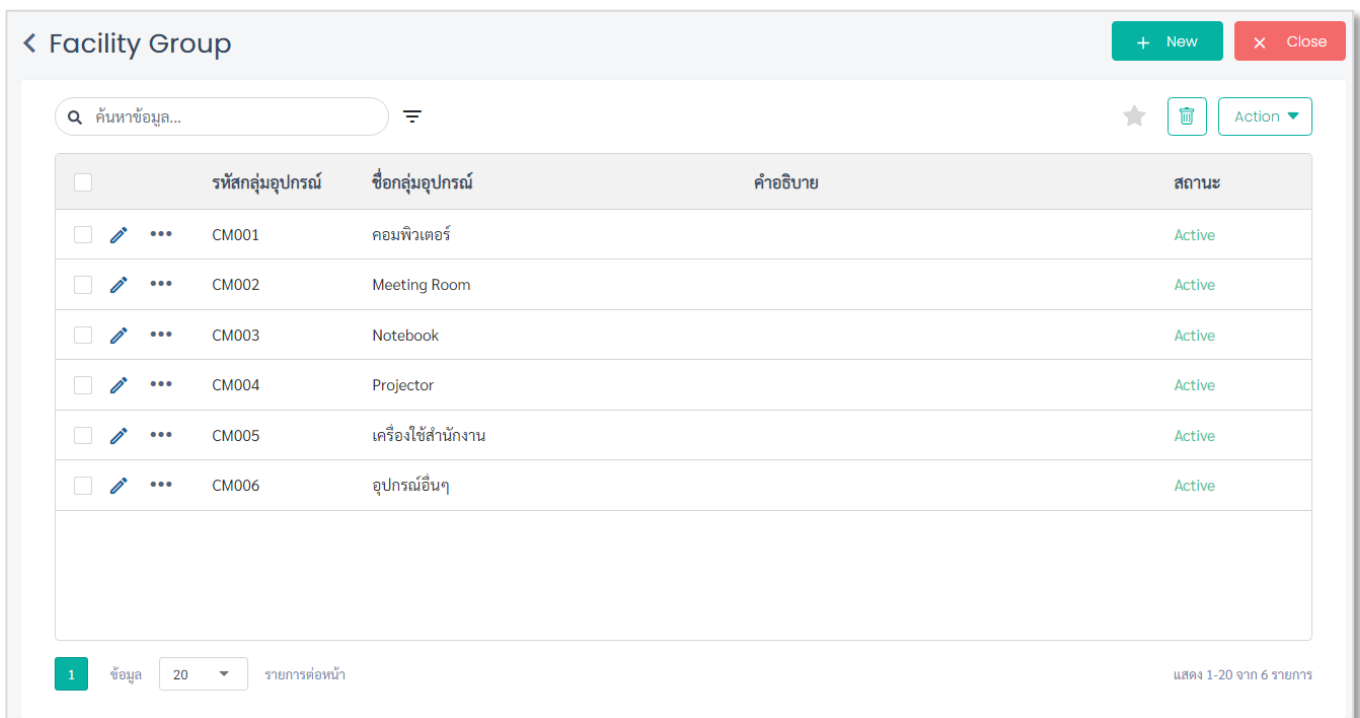 Facility Group
+ New
× Close
ค้นหาข้อมูล...
Action
รหัสกลุ่มอุปกรณ์ ชื่อกลุ่มอุปกรณ์ คำอธิบาย สถานะ
CM001 คอมพิวเตอร์ Active
CM002 Meeting Room Active
CM003 Notebook Active
CM004 Projector Active
CM005 เครื่องใช้สำนักงาน Active
CM006 อุปกรณ์อื่นๆ Active
1 ข้อมูล 20 รายการต่อหน้า แสดง 1-20 จาก 6 รายการ